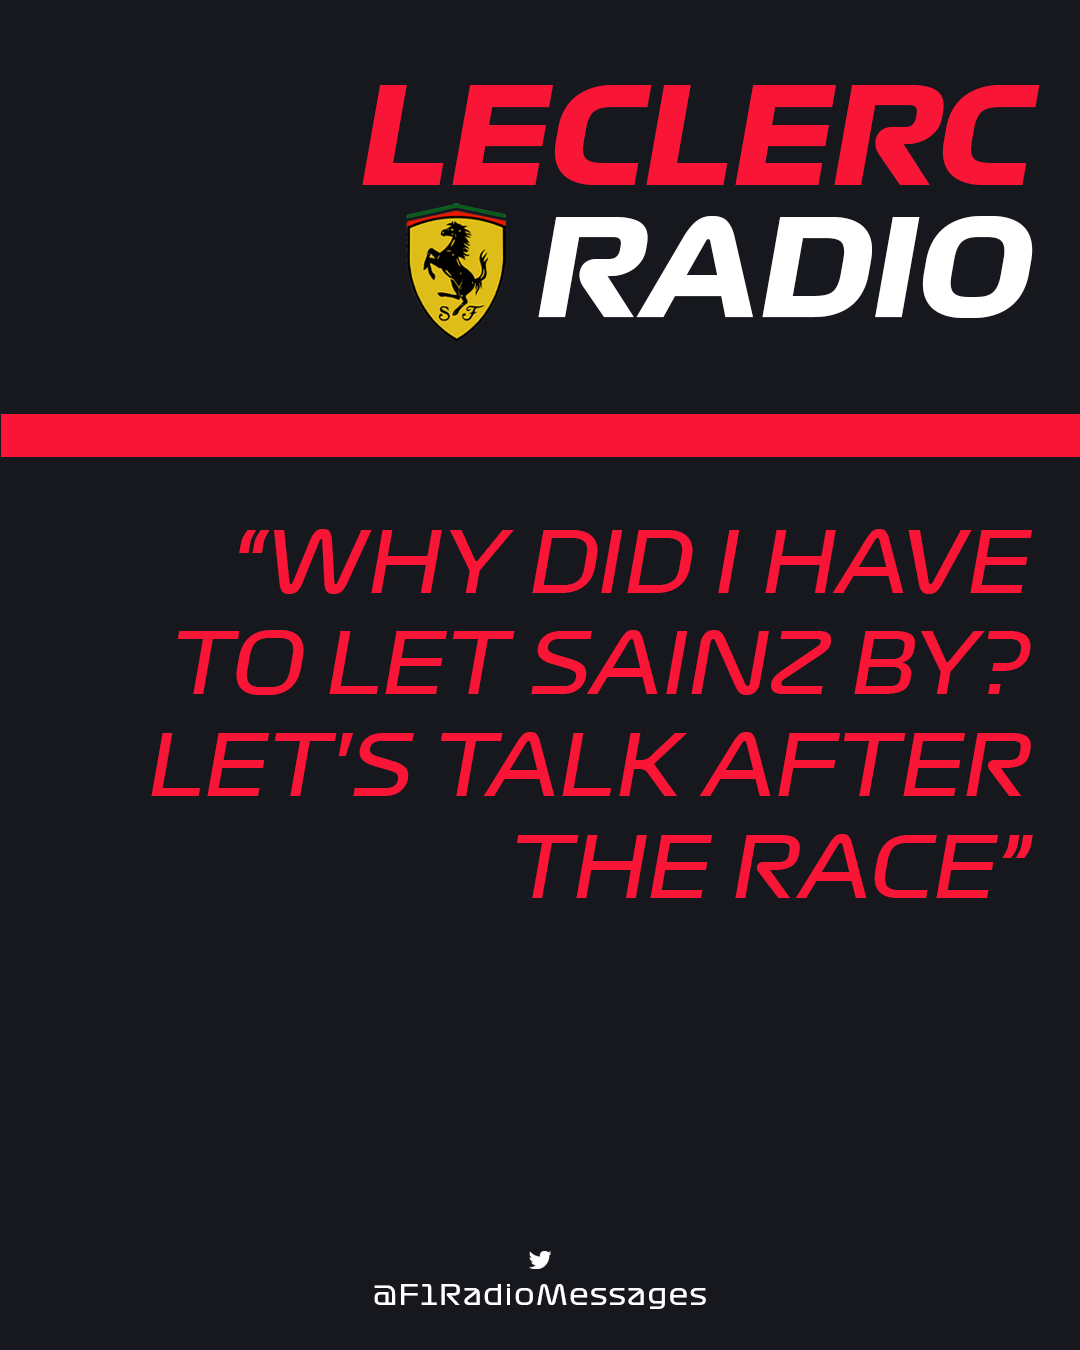 LECLERC
S F RADIO
“WHY DID I HAVE
TO LET SAINZ BY?
LET'S TALK AFTER
THE RACE”
@F1RadioMessages